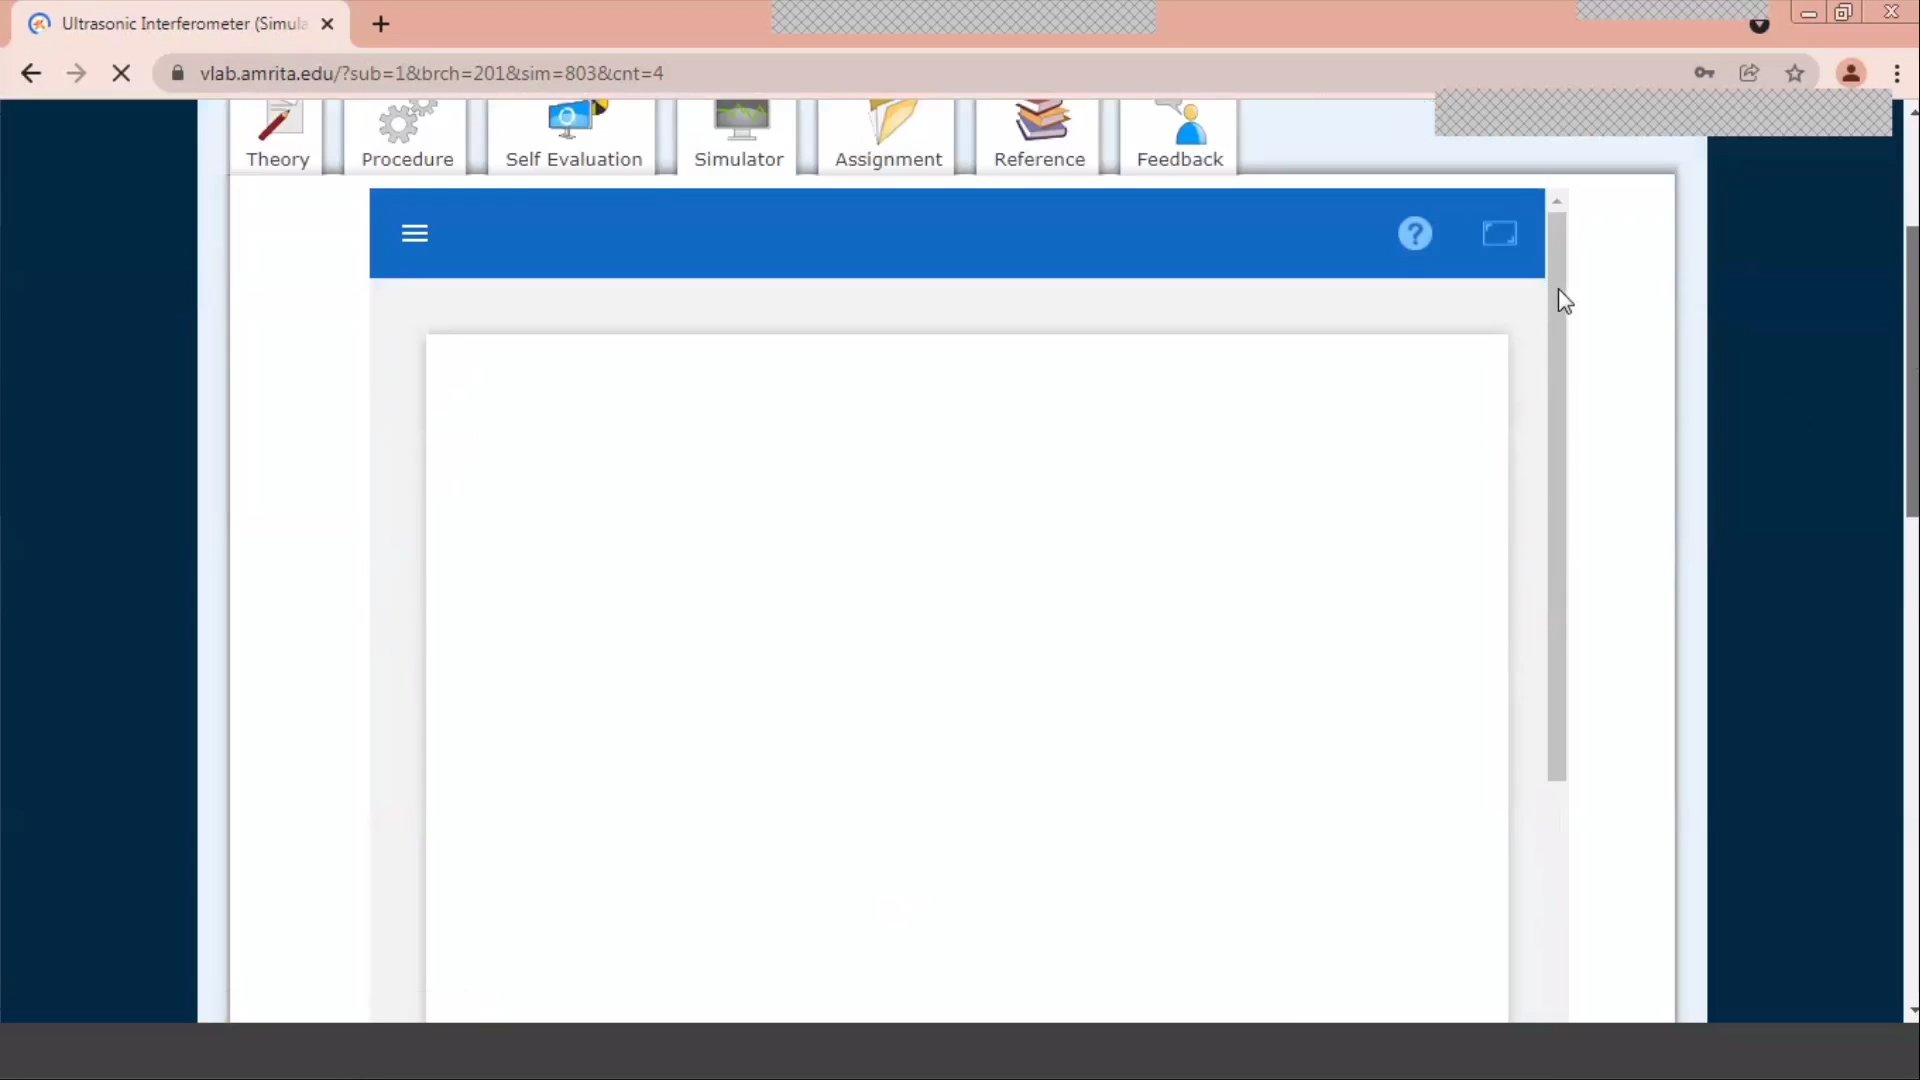 Ultrasonic Interferometer (Simula
vlab.amrita.edu/?sub=1&brch=201&sim=803&cnt=4
Theory
Procedure
Self Evaluation
Simulator
Assignment
Reference
Feedback
?